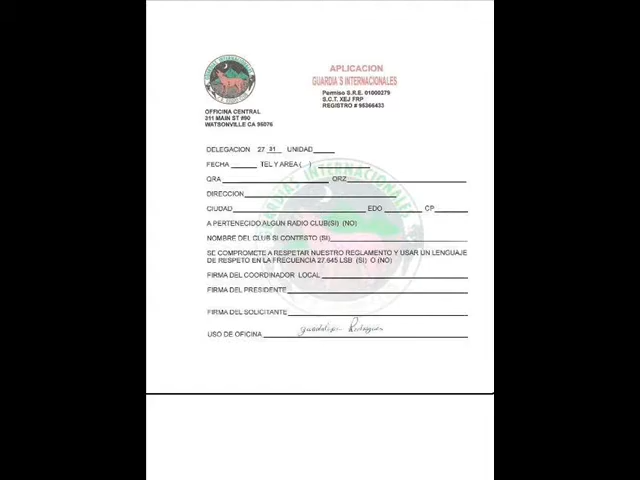 APLICACION
GUARDIA´S INTERNACIONALES
Permiso S.R.E. 01000279
S.C.T. XEJ FRP
REGISTRO # 95366433
OFFICINA CENTRAL
311 MAIN ST #90
WATSONVILLE CA 95076
DELEGACION 27 31 UNIDAD
FECHA TEL Y AREA ( )
QRA ORZ
DIRECCION
CIUDAD EDO CP
A PERTENECIDO ALGUN RADIO CLUB(SI) (NO)
NOMBRE DEL CLUB SI CONTESTO (SI)
SE COMPROMETE A RESPETAR NUESTRO REGLAMENTO Y USAR UN LENGUAJE
DE RESPETO EN LA FRECUENCIA 27.645 LSB (SI) O (NO)
FIRMA DEL COORDINADOR LOCAL
FIRMA DEL PRESIDENTE
FIRMA DEL SOLICITANTE
USO DE OFICINA
GUARDIAS INTERNACIONALES